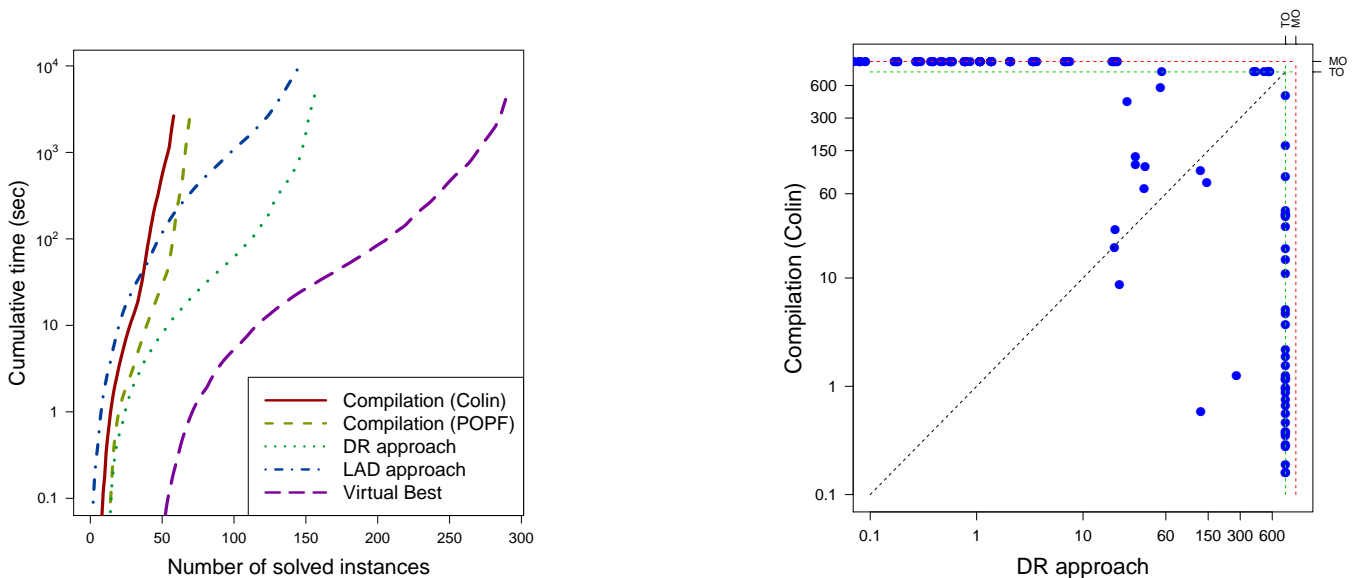 Cumulative time (sec)
10^4
10^3
10^2
10
1
0.1
0 50 100 150 200 250 300
Number of solved instances
Compilation (Colin)
Compilation (POPF)
DR approach
LAD approach
Virtual Best
TO
MO
Compilation (Colin)
MO
TO
600
300
150
60
10
1
0.1
0.1 1 10 60 150 300 600
DR approach